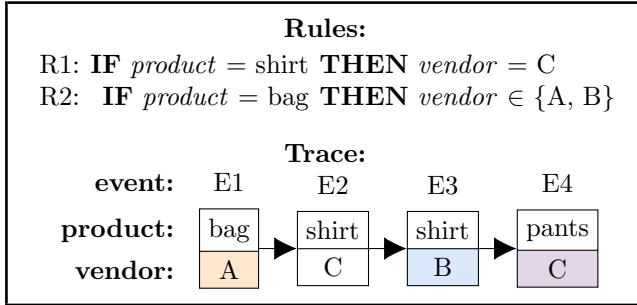 Rules:
R1: IF product = shirt THEN vendor = C
R2: IF product = bag THEN vendor ∈ {A, B}
Trace:
event: E1 E2 E3 E4
product: bag shirt shirt pants
vendor: A C B C